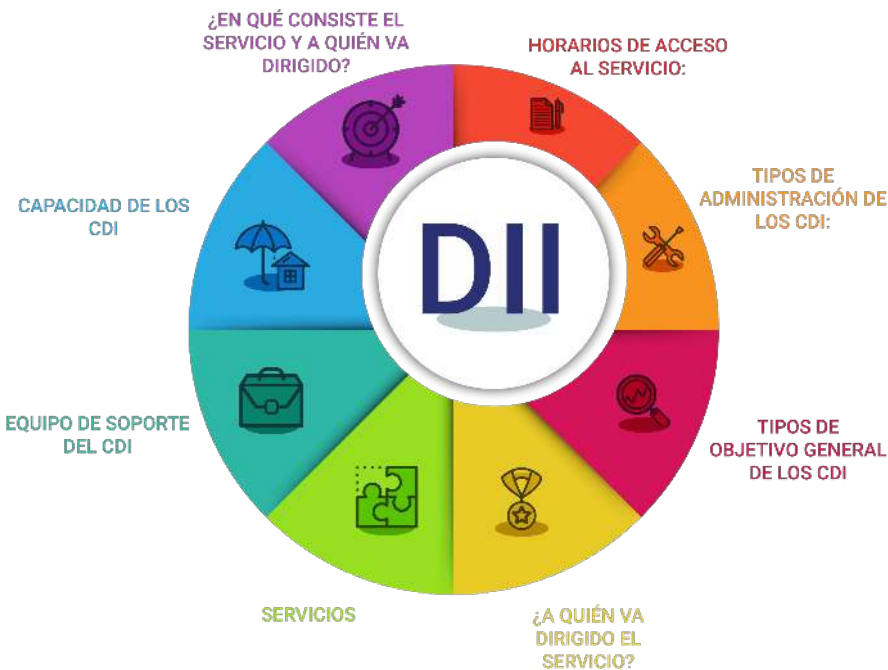 ¿EN QUÉ CONSISTE EL
SERVICIO Y A QUIÉN VA
DIRIGIDO?
HORARIOS DE ACCESO
AL SERVICIO:
TIPOS DE
ADMINISTRACIÓN DE
LOS CDI:
CAPACIDAD DE LOS
CDI
DII
EQUIPO DE SOPORTE
DEL CDI
TIPOS DE
OBJETIVO GENERAL
DE LOS CDI
SERVICIOS
¿A QUIÉN VA
DIRIGIDO EL
SERVICIO?